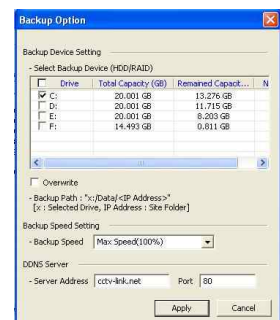 Backup Option
Backup Device Setting
- Select Backup Device (HDD/RAID)
Drive Total Capacity (GB) Remained Capacit... N
C: 20.001 GB 13.276 GB
D: 20.001 GB 11.715 GB
E: 20.001 GB 8.203 GB
F: 14.493 GB 0.811 GB
Overwrite
- Backup Path : "x:/Data/<IP Address>"
[x : Selected Drive, IP Address : Site Folder]
Backup Speed Setting
- Backup Speed Max Speed(100%)
DDNS Server
- Server Address cctv-link.net Port 80
Apply Cancel